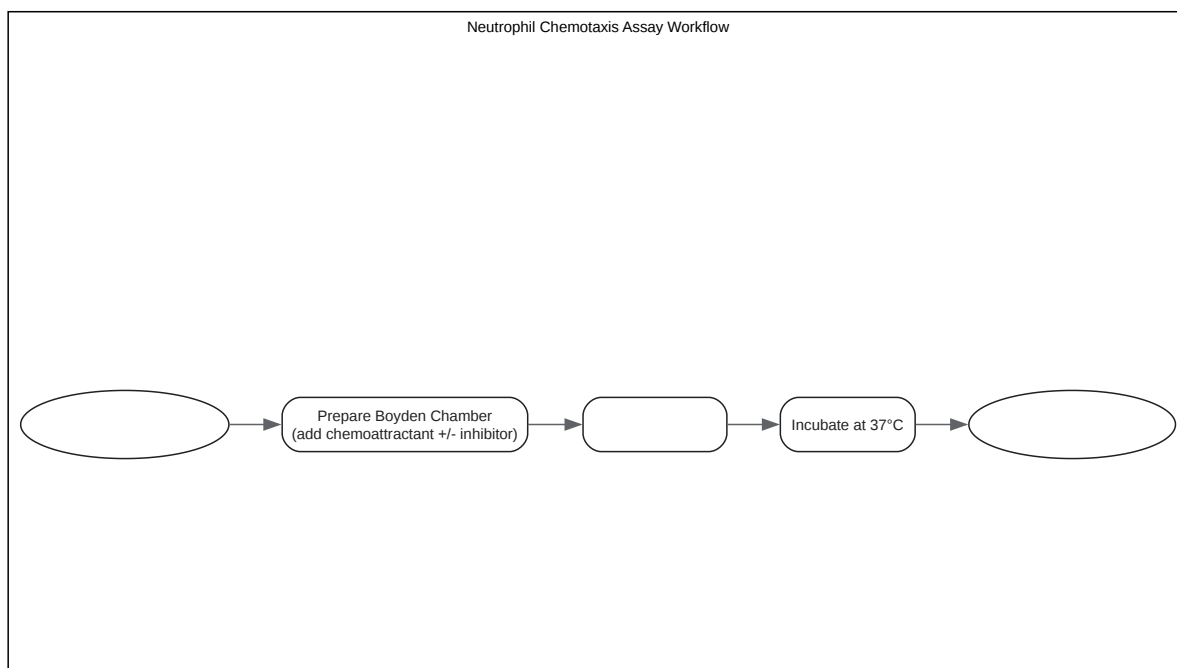 Neutrophil Chemotaxis Assay Workflow
Prepare Boyden Chamber
(add chemoattractant +/- inhibitor)
Incubate at 37°C